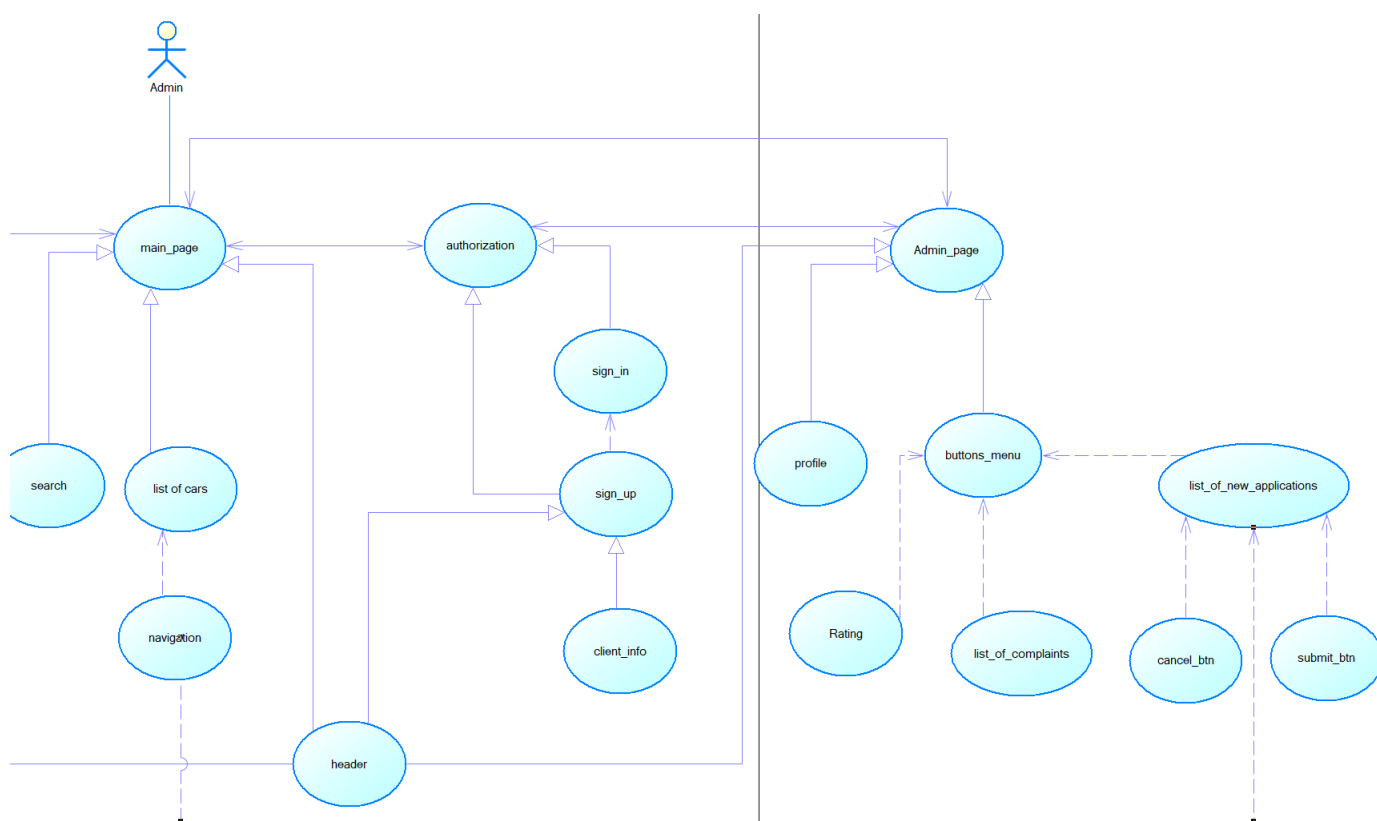 Admin
main_page
authorization
Admin_page
sign_in
search
list of cars
sign_up
profile
buttons_menu
list_of_new_applications
navigation
client_info
Rating
list_of_complaints
cancel_btn
submit_btn
header